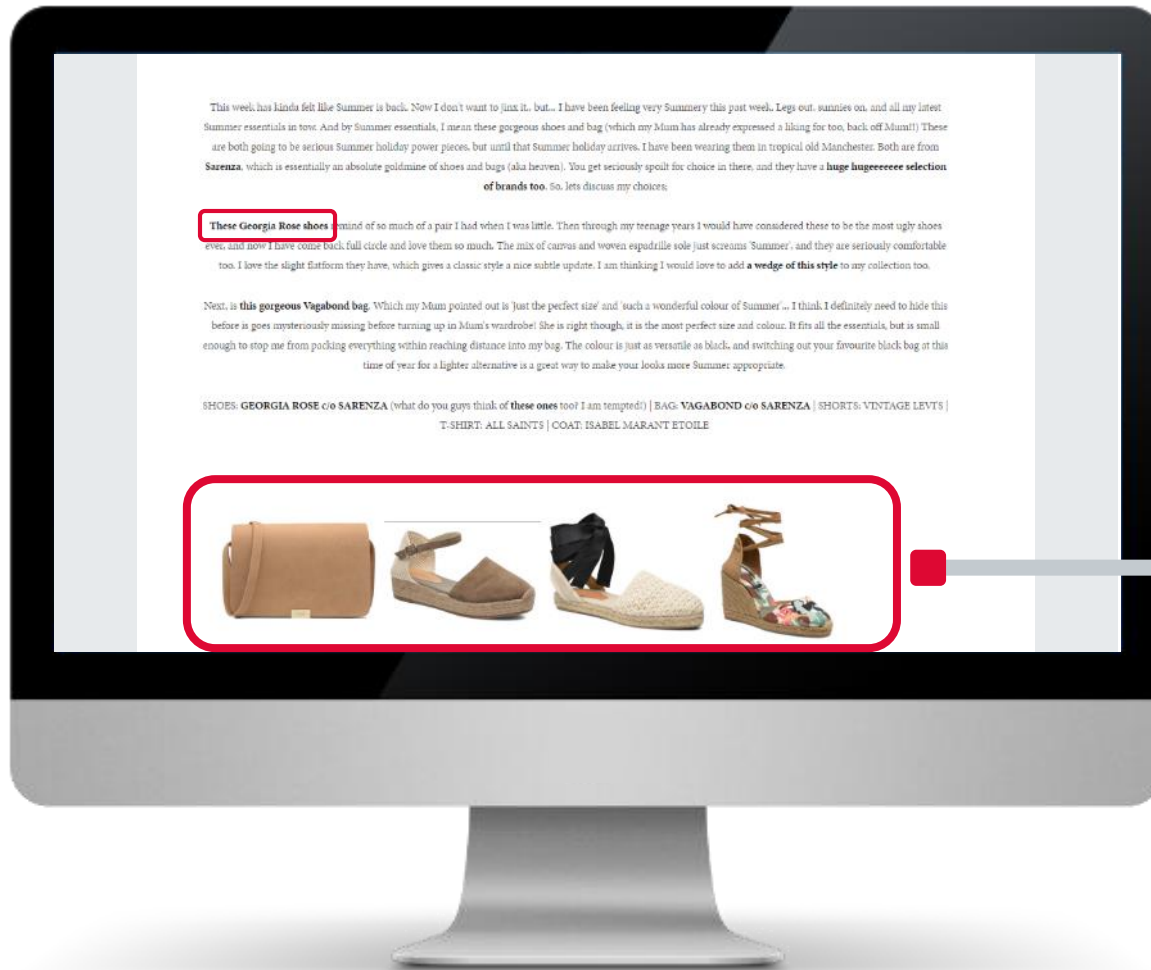 This week has kinda felt like Summer is back. Now I don't want to jinx it.. but... I have been feeling very Summery this past week. Legs out, sunnies on, and all my latest
Summer essentials in tow. And by Summer essentials, I mean these gorgeous shoes and bag (which my Mum has already expressed a liking for too, back off Mum!!) These
are both going to be serious Summer holiday power pieces, but until that Summer holiday arrives, I have been wearing them in tropical old Manchester. Both are from
Sarenza, which is essentially an absolute goldmine of shoes and bags (aka heaven). You get seriously spoilt for choice in there, and they have a huge hugeeeeeee selection
of brands too. So, lets discuss my choices;
These Georgia Rose shoes remind of so much of a pair I had when I was little. Then through my teenage years I would have considered these to be the most ugly shoes
ever, and now I have come back full circle and love them so much. The mix of canvas and woven espadrille sole just screams 'Summer', and they are seriously comfortable
too. I love the slight flatform they have, which gives a classic style a nice subtle update. I am thinking I would love to add a wedge of this style to my collection too.
Next, is this gorgeous Vagabond bag. Which my Mum pointed out is 'just the perfect size' and 'such a wonderful colour of Summer'... I think I definitely need to hide this
before is goes mysteriously missing before turning up in Mum's wardrobe! She is right though, it is the most perfect size and colour. It fits all the essentials, but is small
enough to stop me from packing everything within reaching distance into my bag. The colour is just as versatile as black, and switching out your favourite black bag at this
time of year for a lighter alternative is a great way to make your looks more Summer appropriate.
SHOES: GEORGIA ROSE c/o SARENZA (what do you guys think of these ones too? I am tempted!) | BAG: VAGABOND c/o SARENZA | SHORTS: VINTAGE LEVI'S |
T-SHIRT: ALL SAINTS | COAT: ISABEL MARANT ETOILE